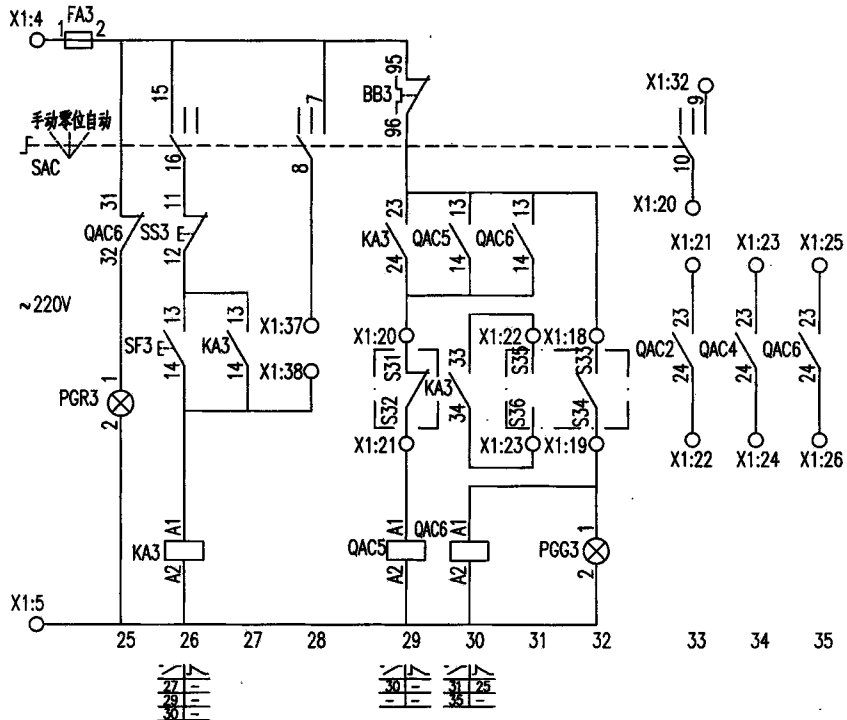 X1:4
1 FA3 2
15
7
95
BB3
96
X1:32
9
手动零位自动
SAC
16
8
10
X1:20
31
QAC6
32
11
SS3
12
23
KA3
24
13
QAC5
14
13
QAC6
14
X1:21
X1:23
X1:25
~220V
13
SF3
14
13
KA3
14
X1:37
X1:38
X1:20
X1:22
X1:18
S31
S32
33
KA3
34
S35
S36
S33
S34
23
QAC2
24
23
QAC4
24
23
QAC6
24
1
PGR3
2
X1:21
X1:23
X1:19
X1:22
X1:24
X1:26
A1
KA3
A2
A1
QAC5
A2
A1
QAC6
A2
1
PGG3
2
X1:5
25 26 27 28 29 30 31 32 33 34 35
27 -
29 -
30 -
30 -
- -
31 25
35 -